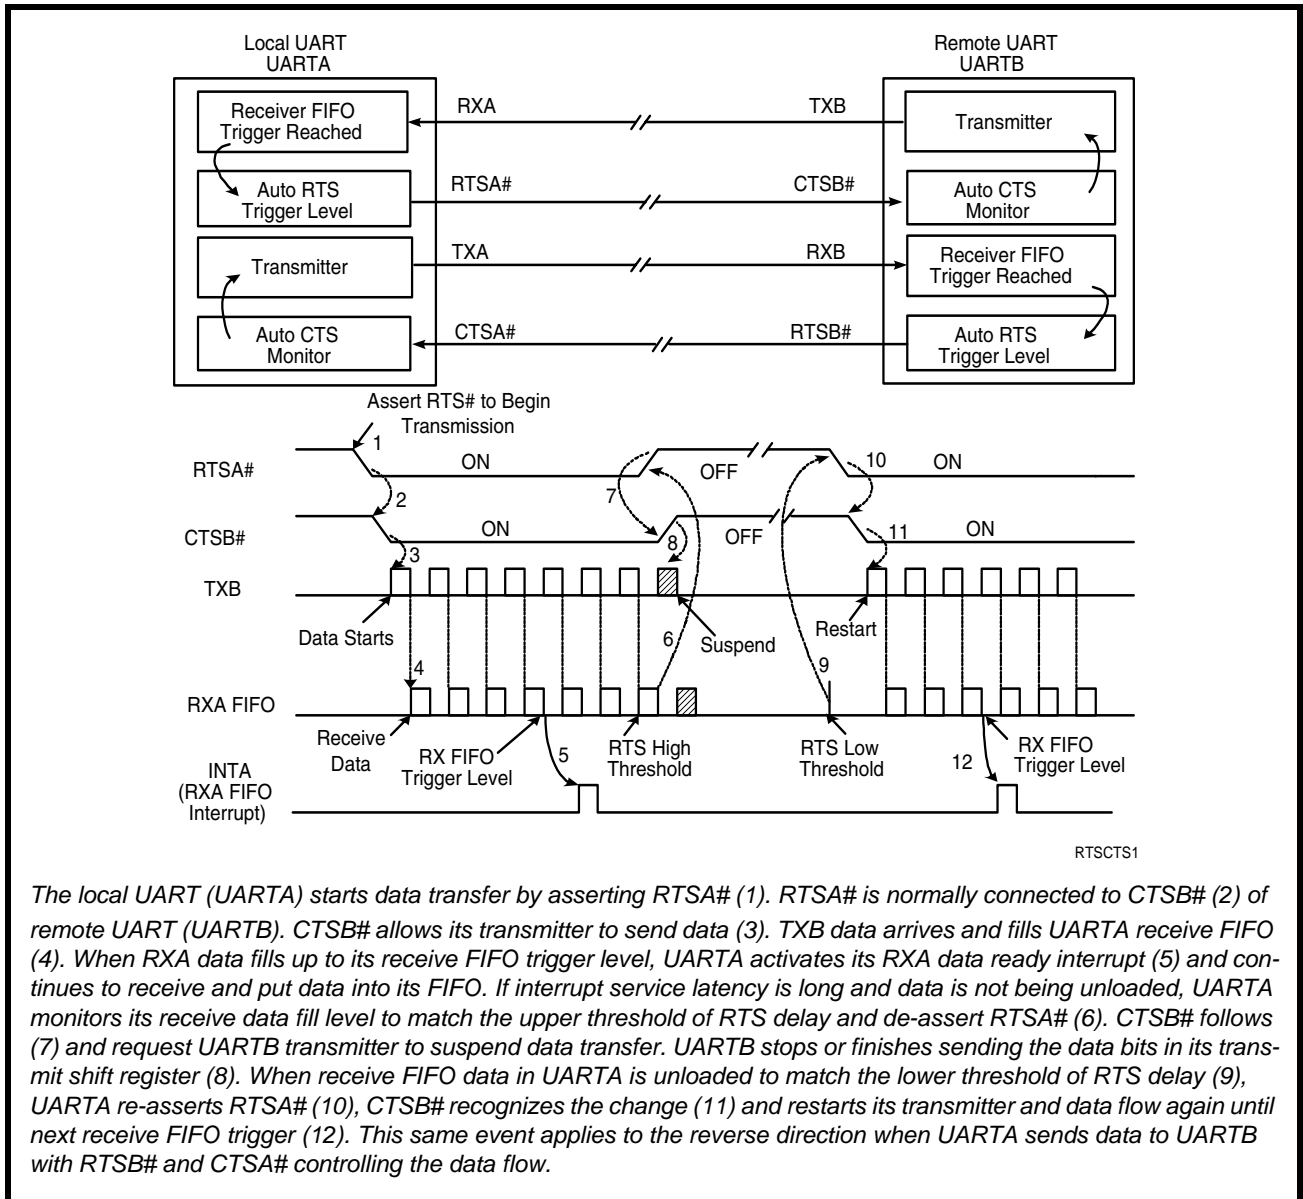 Local UART
UARTA
Remote UART
UARTB
Receiver FIFO
Trigger Reached
RXA
TXB
Transmitter
Auto RTS
Trigger Level
RTSA#
CTSB#
Auto CTS
Monitor
Transmitter
TXA
RXB
Receiver FIFO
Trigger Reached
Auto CTS
Monitor
CTSA#
RTSB#
Auto RTS
Trigger Level
Assert RTS# to Begin
Transmission
1
RTSA#
ON
OFF
10
ON
2
7
CTSB#
ON
OFF
11
ON
3
8
TXB
Data Starts
6
Suspend
Restart
4
9
RXA FIFO
Receive
Data
RX FIFO
Trigger Level
5
RTS High
Threshold
RTS Low
Threshold
12
RX FIFO
Trigger Level
INTA
(RXA FIFO
Interrupt)
RTSCTS1
The local UART (UARTA) starts data transfer by asserting RTSA# (1). RTSA# is normally connected to CTSB# (2) of
remote UART (UARTB). CTSB# allows its transmitter to send data (3). TXB data arrives and fills UARTA receive FIFO
(4). When RXA data fills up to its receive FIFO trigger level, UARTA activates its RXA data ready interrupt (5) and con-
tinues to receive and put data into its FIFO. If interrupt service latency is long and data is not being unloaded, UARTA
monitors its receive data fill level to match the upper threshold of RTS delay and de-assert RTSA# (6). CTSB# follows
(7) and request UARTB transmitter to suspend data transfer. UARTB stops or finishes sending the data bits in its trans-
mit shift register (8). When receive FIFO data in UARTA is unloaded to match the lower threshold of RTS delay (9),
UARTA re-asserts RTSA# (10), CTSB# recognizes the change (11) and restarts its transmitter and data flow again until
next receive FIFO trigger (12). This same event applies to the reverse direction when UARTA sends data to UARTB
with RTSB# and CTSA# controlling the data flow.